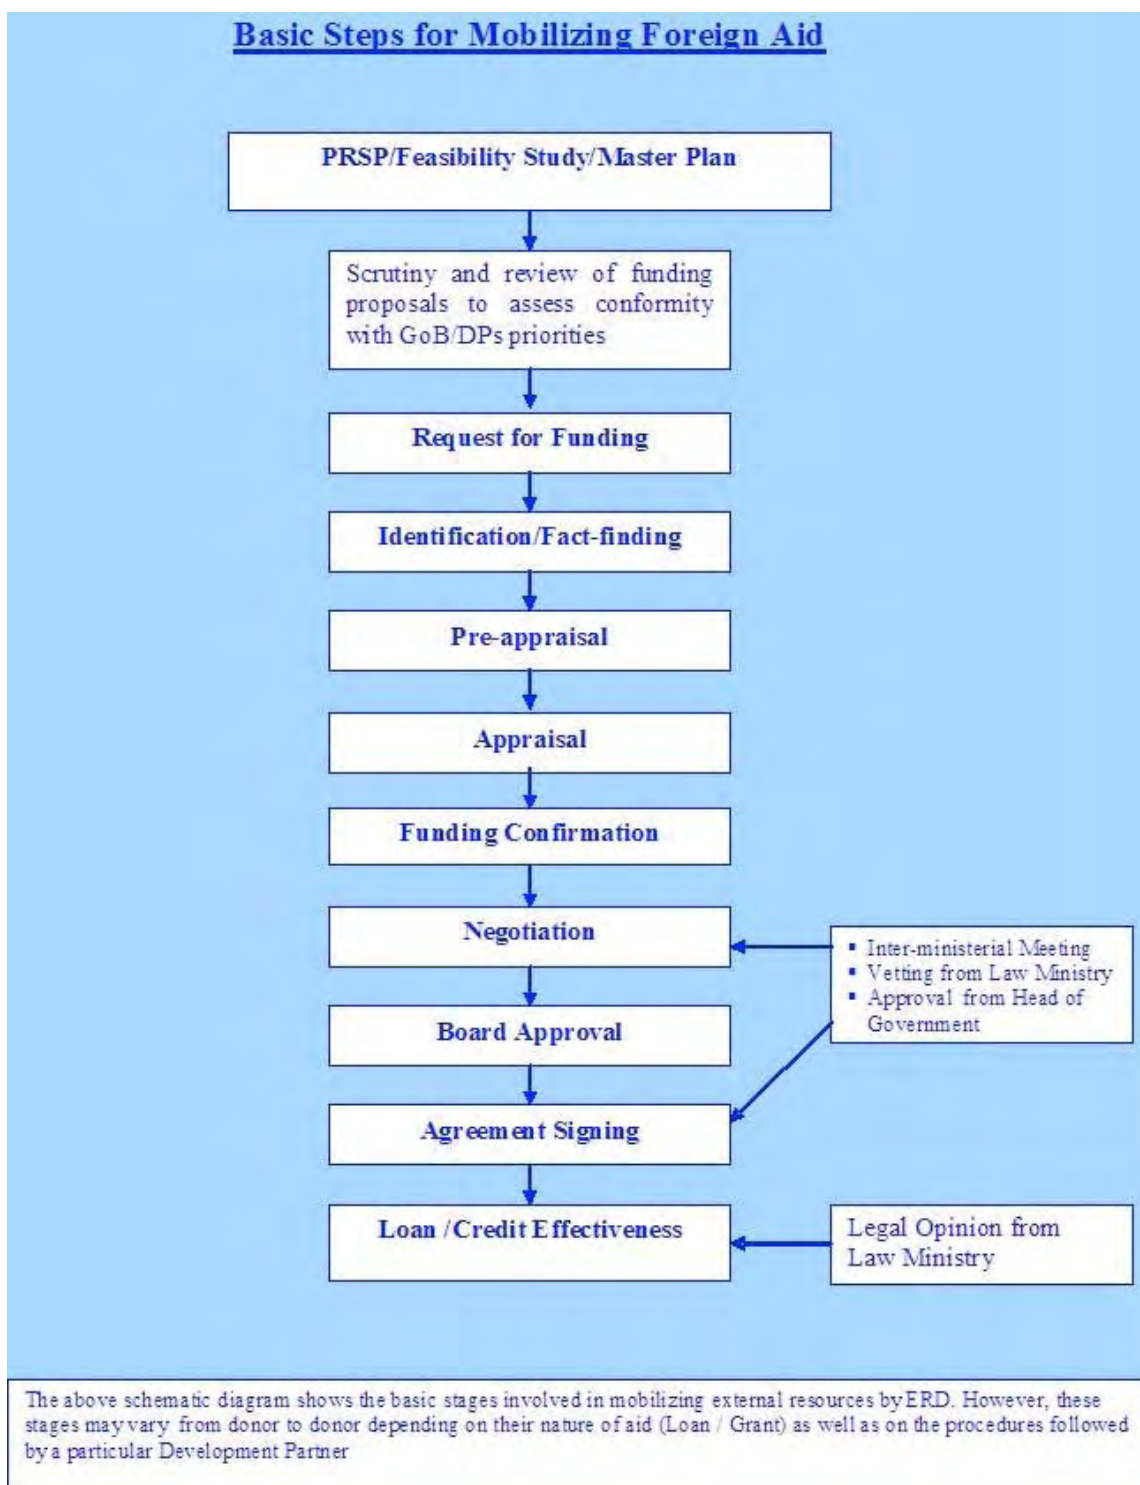 Basic Steps for Mobilizing Foreign Aid
PRSP/Feasibility Study/Master Plan
Scrutiny and review of funding
proposals to assess conformity
with GoB/DPs priorities
Request for Funding
Identification/Fact-finding
Pre-appraisal
Appraisal
Funding Confirmation
Negotiation
▪ Inter-ministerial Meeting
▪ Vetting from Law Ministry
▪ Approval from Head of
Government
Board Approval
Agreement Signing
Loan /Credit Effectiveness
Legal Opinion from
Law Ministry
The above schematic diagram shows the basic stages involved in mobilizing external resources by ERD. However, these
stages may vary from donor to donor depending on their nature of aid (Loan / Grant) as well as on the procedures followed
by a particular Development Partner